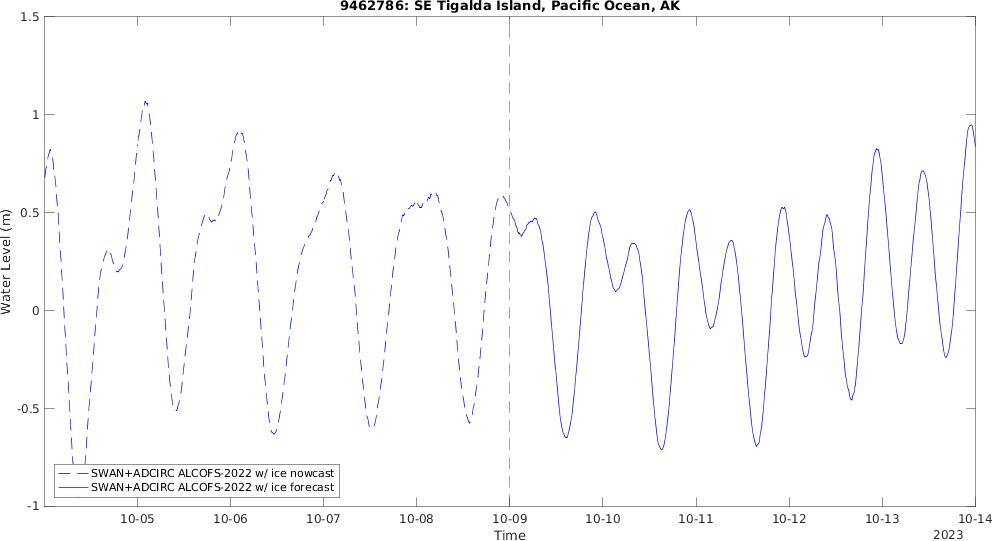 9462786: SE Tigalda Island, Pacific Ocean, AK
1.5
1
0.5
0
-0.5
-1
Water Level (m)
SWAN+ADCIRC ALCOFS-2022 w/ ice nowcast
SWAN+ADCIRC ALCOFS-2022 w/ ice forecast
10-05 10-06 10-07 10-08 10-09 10-10 10-11 10-12 10-13 10-14
Time
2023